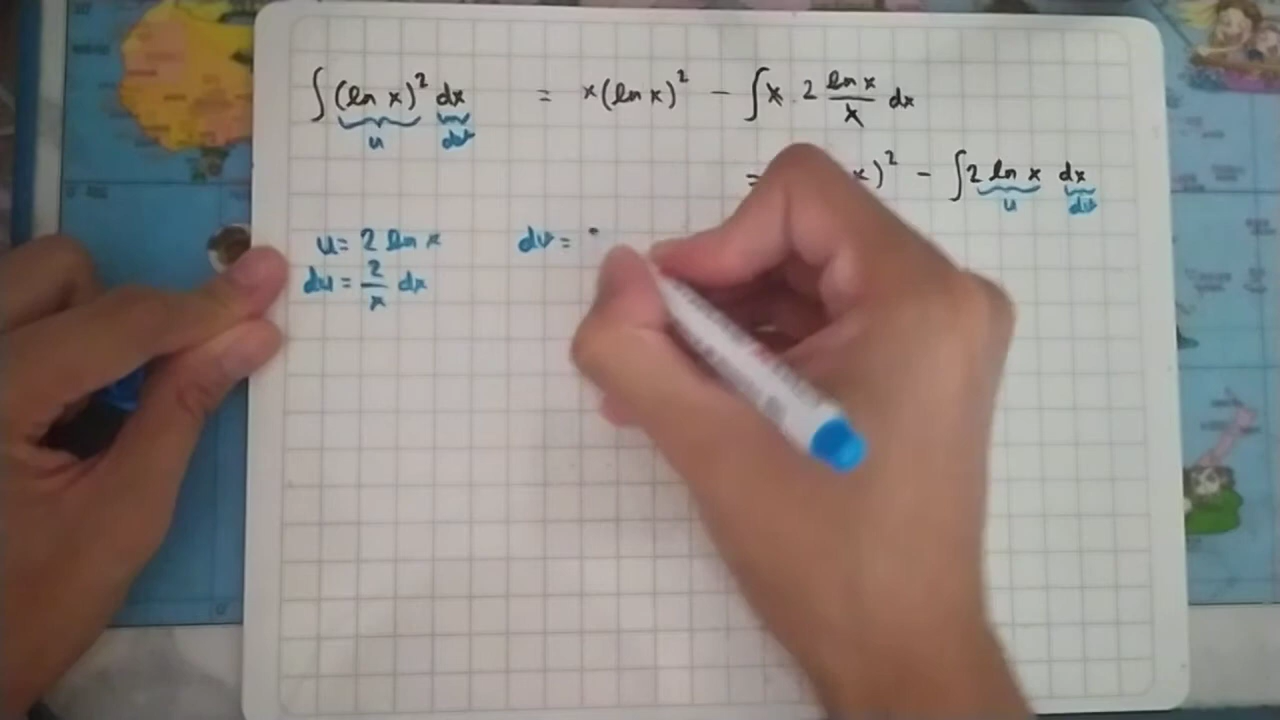 ∫ (ln x)² dx = x(ln x)² − ∫ x 2 ln x / x dx
u dv
= x)² − ∫ 2 ln x dx
u dv
u = 2 ln x dv =
du = 2/x dx